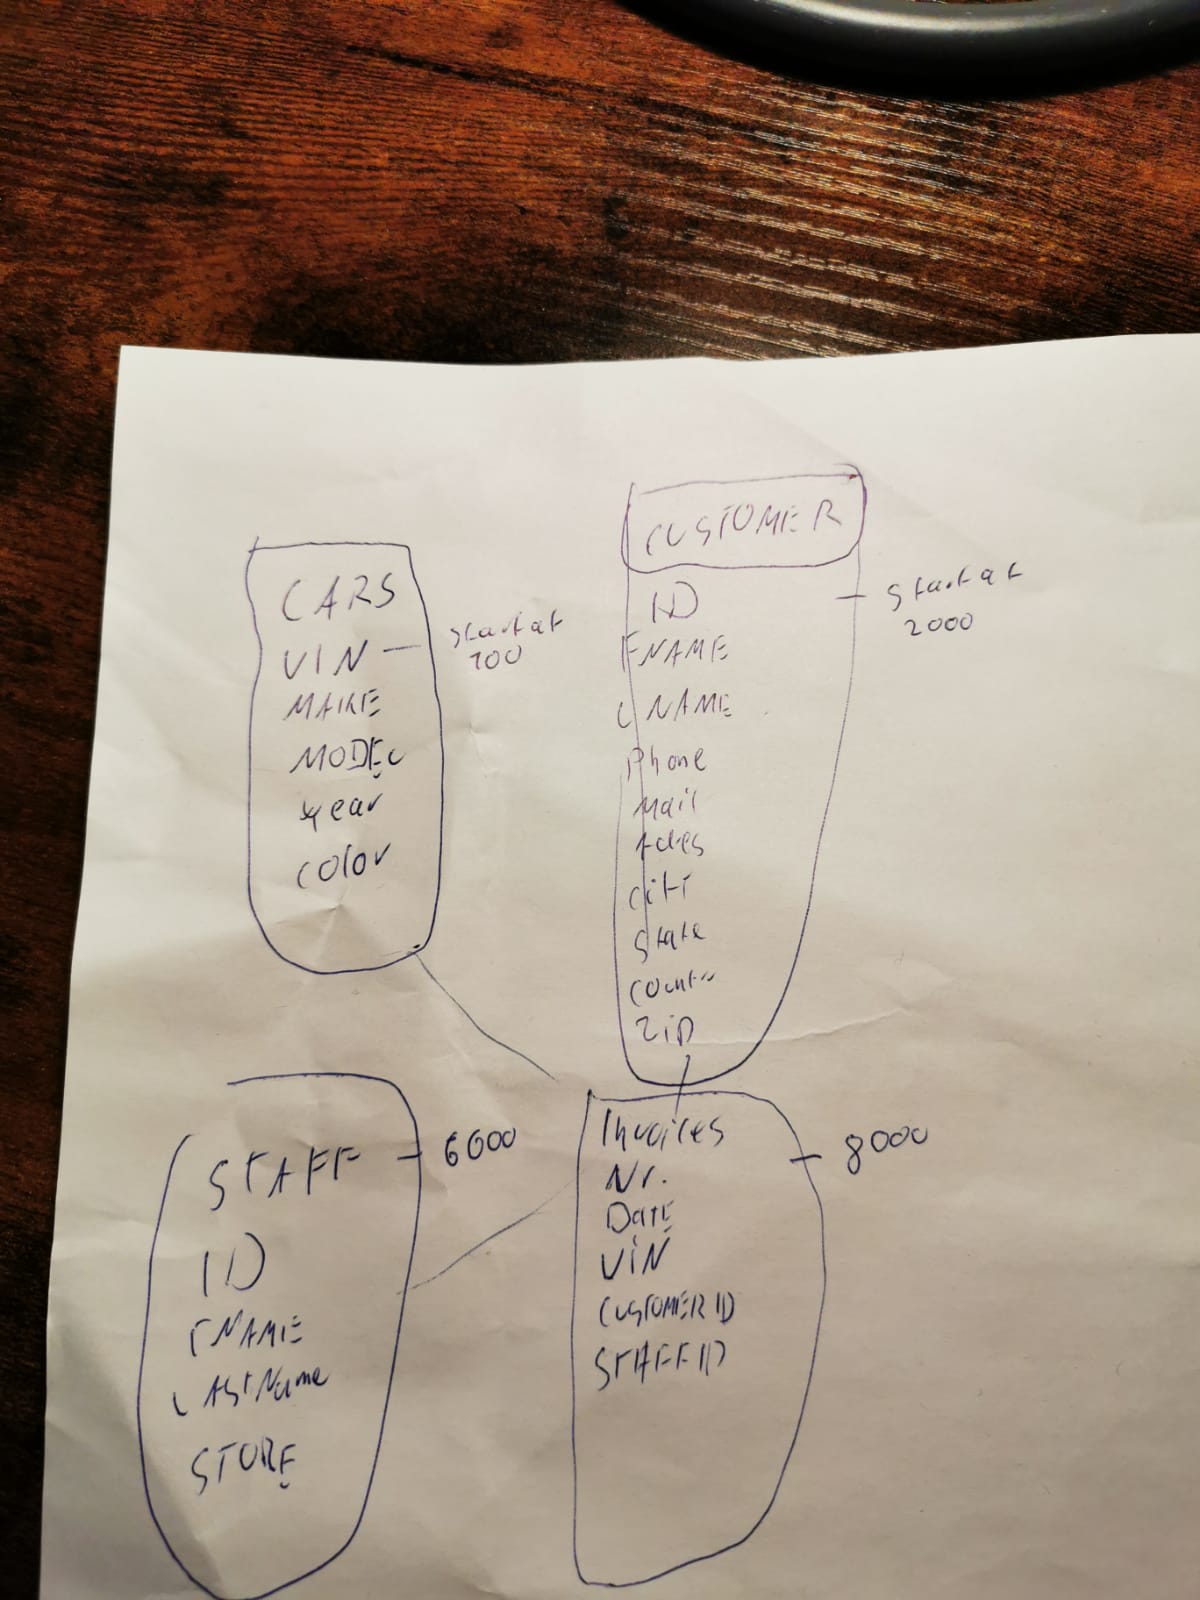 CARS
VIN
MAKE
MODEL
year
color
start at
100
CUSTOMER
ID
FNAME
LNAME
Phone
Mail
Adres
citi
state
Zip
start at
2000
STAFF
ID
FNAME
LAStName
STORE
6000
Invoices
Nr.
Date
ViN
CUSTOMER ID
STAFF ID
8000